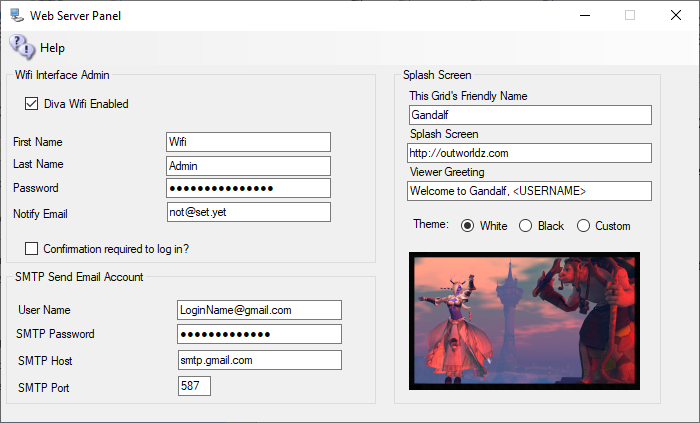 Web Server Panel
Help
Wifi Interface Admin
Diva Wifi Enabled
First Name Wifi
Last Name Admin
Password ●●●●●●●●●●●●●●●
Notify Email not@set.yet
Confirmation required to log in?
SMTP Send Email Account
User Name LoginName@gmail.com
SMTP Password ●●●●●●●●●●●●●
SMTP Host smtp.gmail.com
SMTP Port 587
Splash Screen
This Grid's Friendly Name
Gandalf
Splash Screen
http://outworldz.com
Viewer Greeting
Welcome to Gandalf, <USERNAME>
Theme: White Black Custom